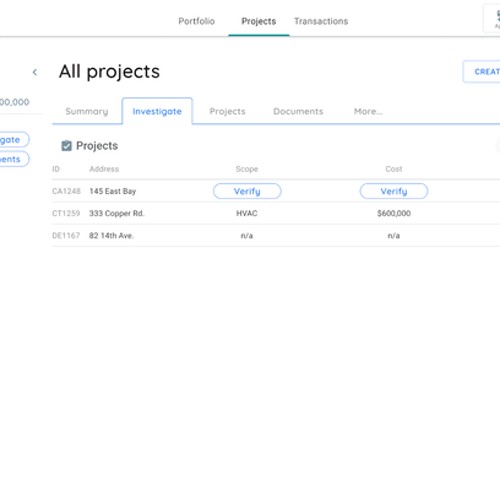 Portfolio Projects Transactions
All projects
CREAT
00,000
Summary Investigate Projects Documents More...
gate
Projects
ments
ID Address Scope Cost
CA1248 145 East Bay Verify Verify
CT1259 333 Copper Rd. HVAC $600,000
DE1167 82 14th Ave. n/a n/a